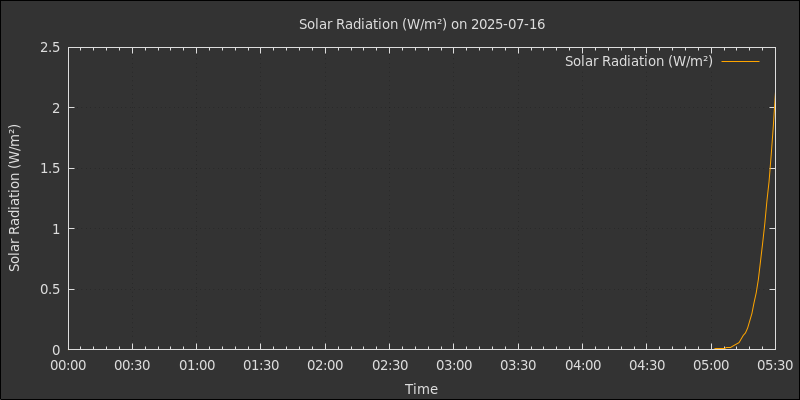 Solar Radiation (W/m²) on 2025-07-16
Solar Radiation (W/m²)
Solar Radiation (W/m²)
2.5
2
1.5
1
0.5
0
00:00 00:30 01:00 01:30 02:00 02:30 03:00 03:30 04:00 04:30 05:00 05:30
Time